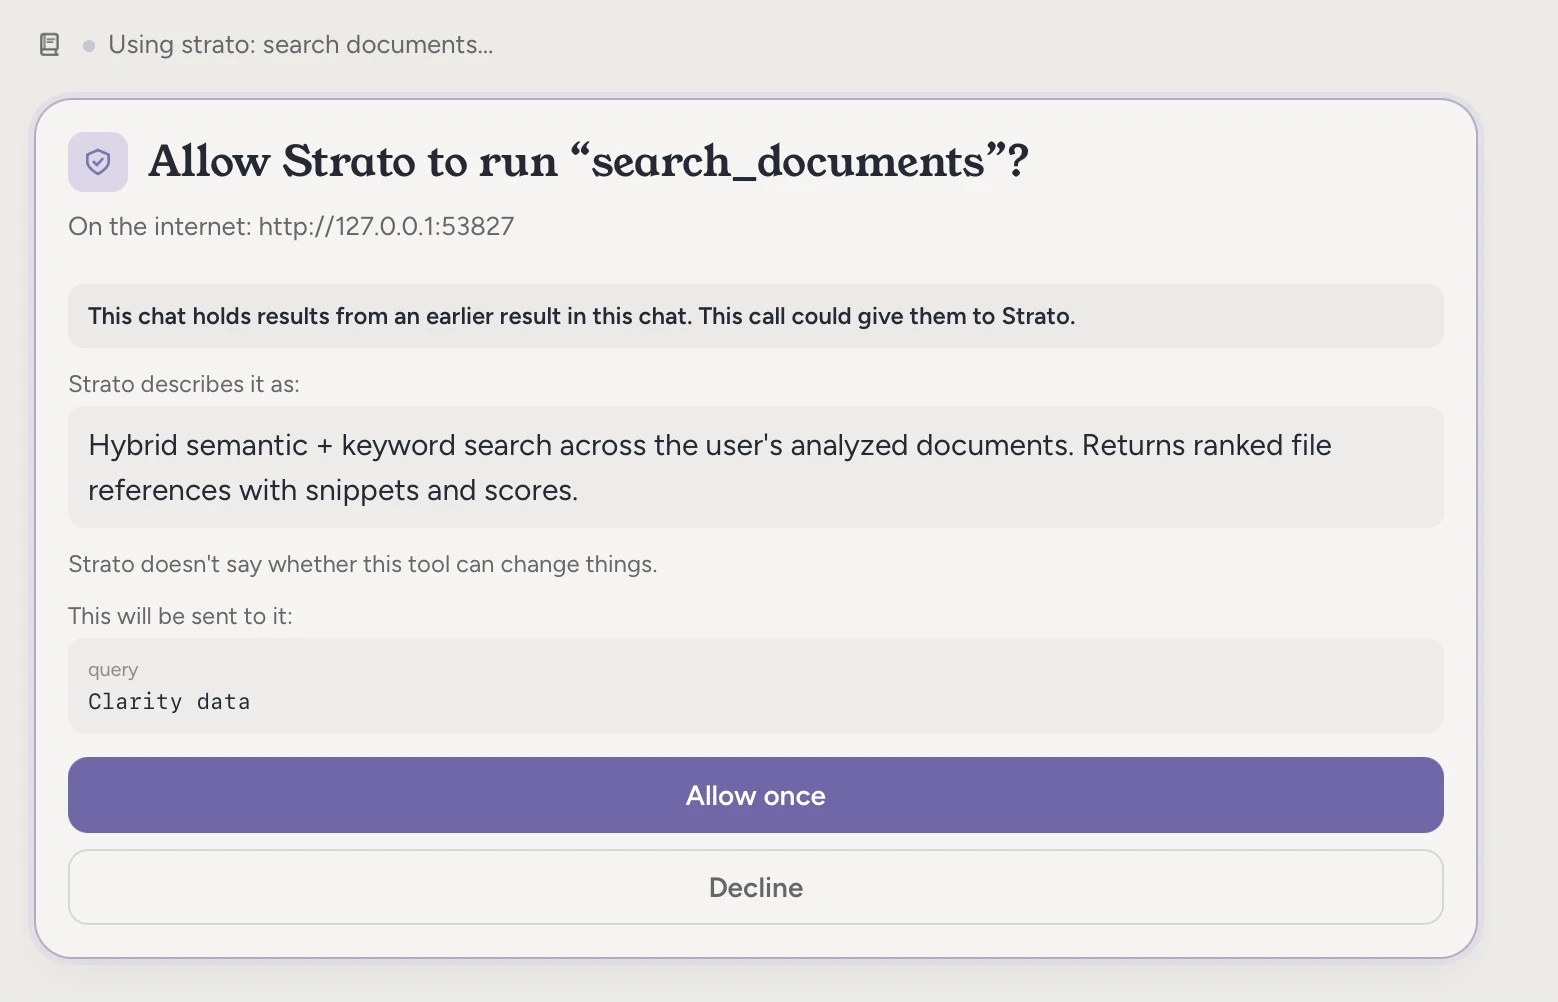 Using strato: search documents...
Allow Strato to run “search_documents”?
On the internet: http://127.0.0.1:53827
This chat holds results from an earlier result in this chat. This call could give them to Strato.
Strato describes it as:
Hybrid semantic + keyword search across the user's analyzed documents. Returns ranked file
references with snippets and scores.
Strato doesn't say whether this tool can change things.
This will be sent to it:
query
Clarity data
Allow once
Decline